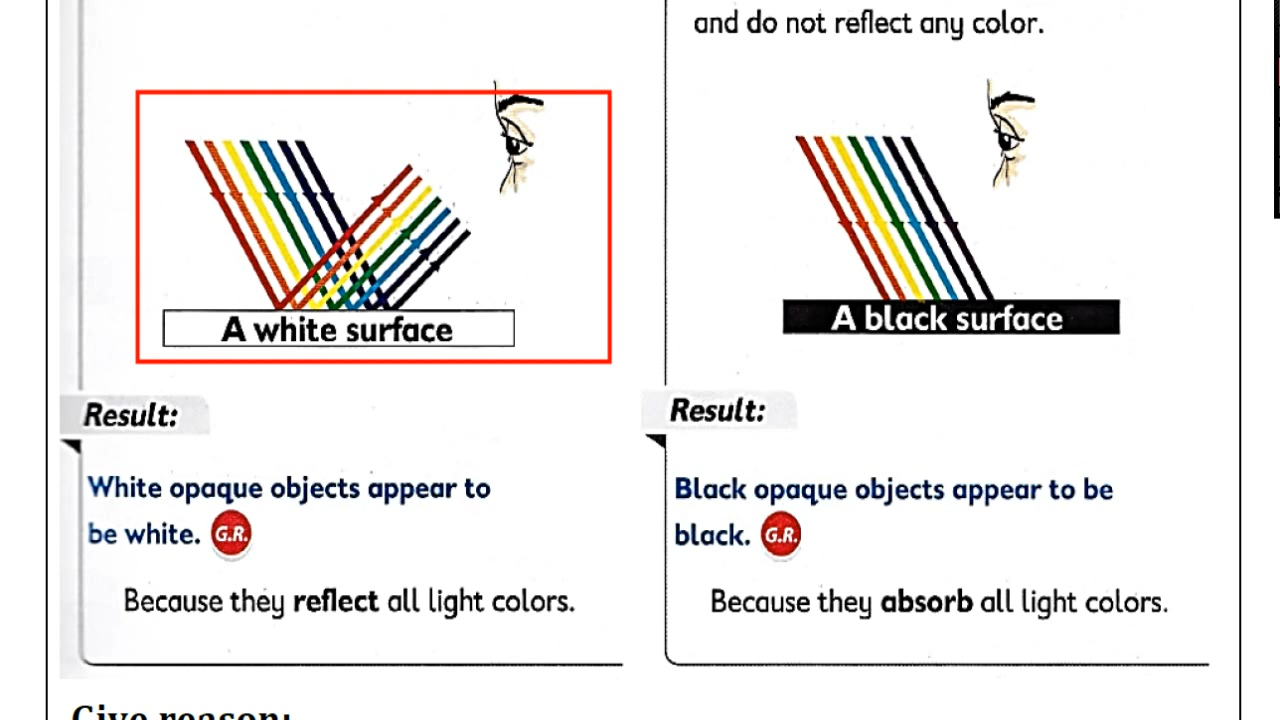 and do not reflect any color.
A white surface
A black surface
Result:
White opaque objects appear to
be white. G.R.
Because they reflect all light colors.
Result:
Black opaque objects appear to be
black. G.R.
Because they absorb all light colors.
Give reason: